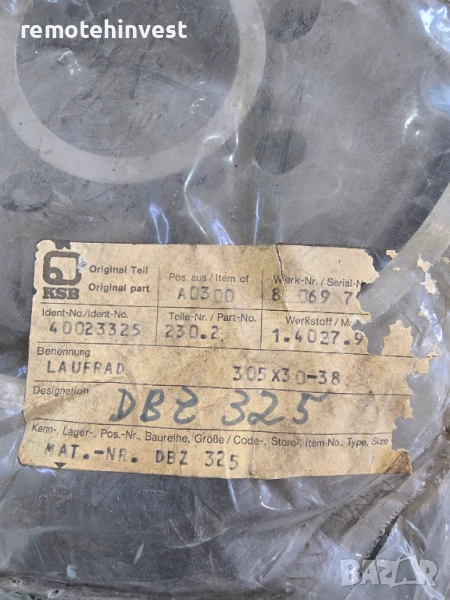 remotehinvest
KSB
Original Teil
Original part
Pos. aus / Item of
A0300
Werk-Nr. / Serial-N
8 069 7
Ident-No./Ident-No.
40023325
Teile-Nr. / Part-No.
230.2
Werkstoff / M
1.4027.9
Benennung
LAUFRAD
305X30-38
Designation
DBZ 325
Kenn-, Lager-, Pos.-Nr., Baureihe, Größe / Code-, Store-, Item-No., Type, Size
MAT.-NR. DBZ 325
bazar